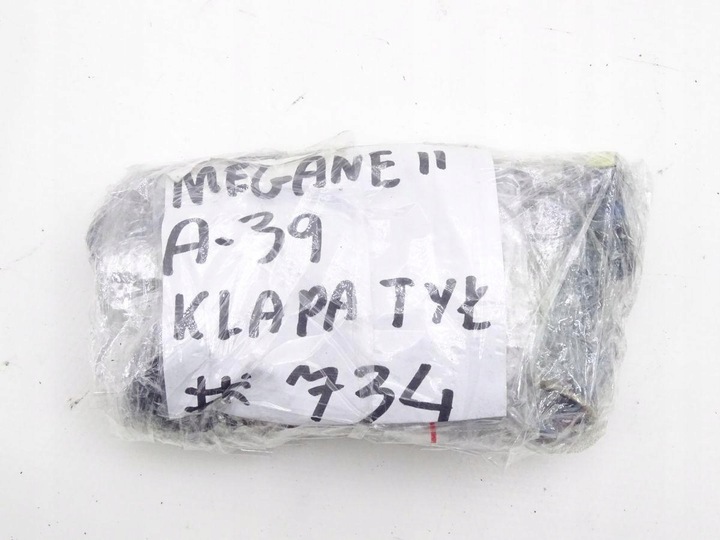 MEGANE II
A-39
KLAPA TYŁ
# 734